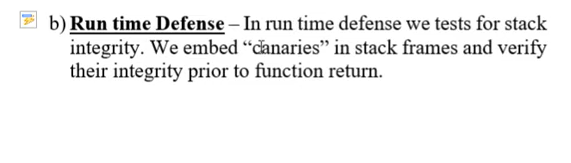 b) Run time Defense – In run time defense we tests for stack
integrity. We embed “canaries” in stack frames and verify
their integrity prior to function return.